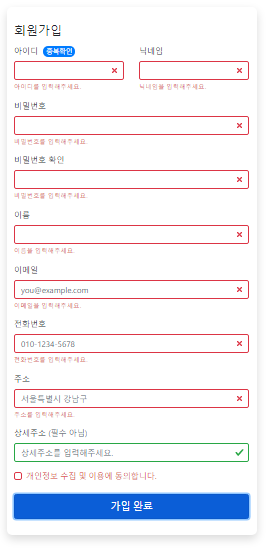 회원가입
아이디 중복확인 닉네임
아이디를 입력해주세요. 닉네임을 입력해주세요.
비밀번호
비밀번호를 입력해주세요.
비밀번호 확인
비밀번호를 입력해주세요.
이름
이름을 입력해주세요.
이메일
you@example.com
이메일을 입력해주세요.
전화번호
010-1234-5678
전화번호를 입력해주세요.
주소
서울특별시 강남구
주소를 입력해주세요.
상세주소 (필수 아님)
상세주소를 입력해주세요.
개인정보 수집 및 이용에 동의합니다.
가입 완료